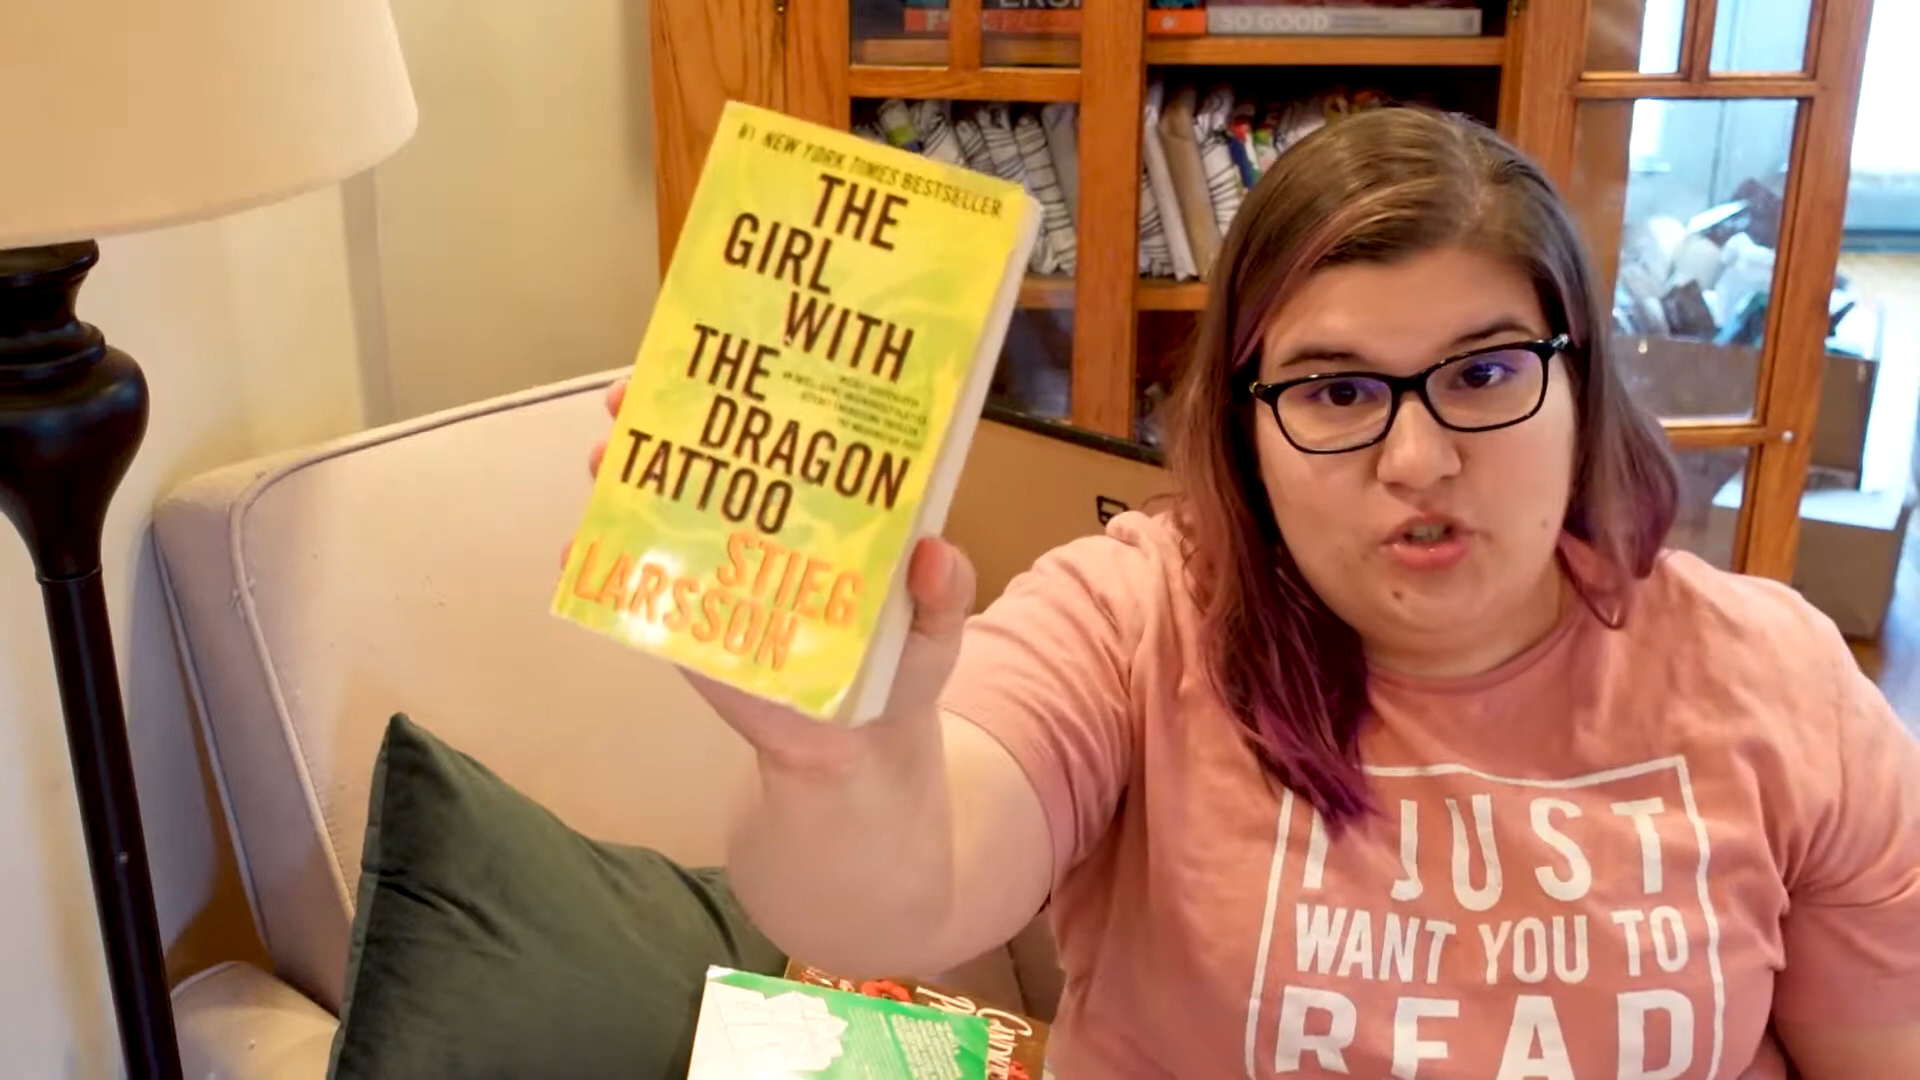 SO GOOD
#1 NEW YORK TIMES BESTSELLER
THE
GIRL
WITH
THE
DRAGON
TATTOO
STIEG
LARSSON
I JUST
WANT YOU TO
READ